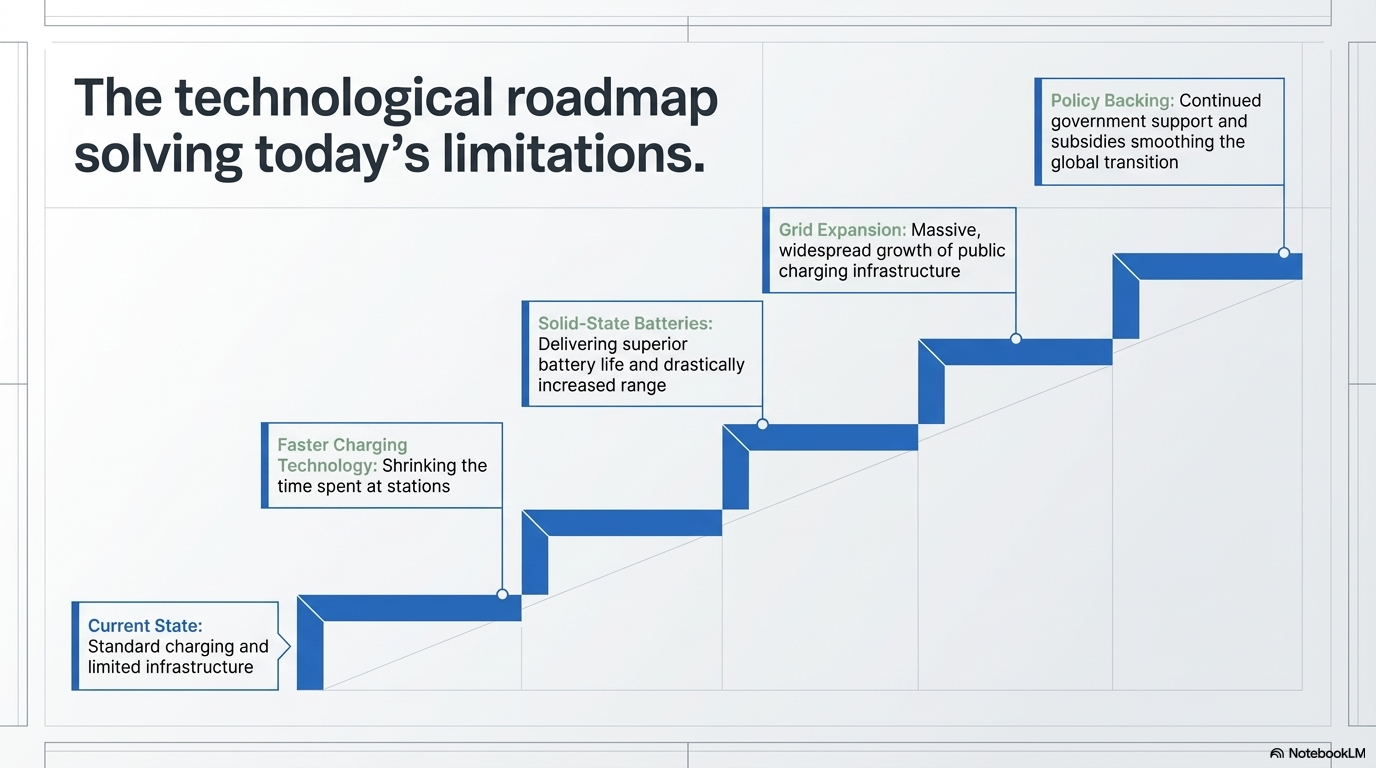 The technological roadmap
solving today's limitations.
Policy Backing: Continued
government support and
subsidies smoothing the
global transition
Grid Expansion: Massive,
widespread growth of public
charging infrastructure
Solid-State Batteries:
Delivering superior
battery life and drastically
increased range
Faster Charging
Technology: Shrinking the
time spent at stations
Current State:
Standard charging and
limited infrastructure
NotebookLM